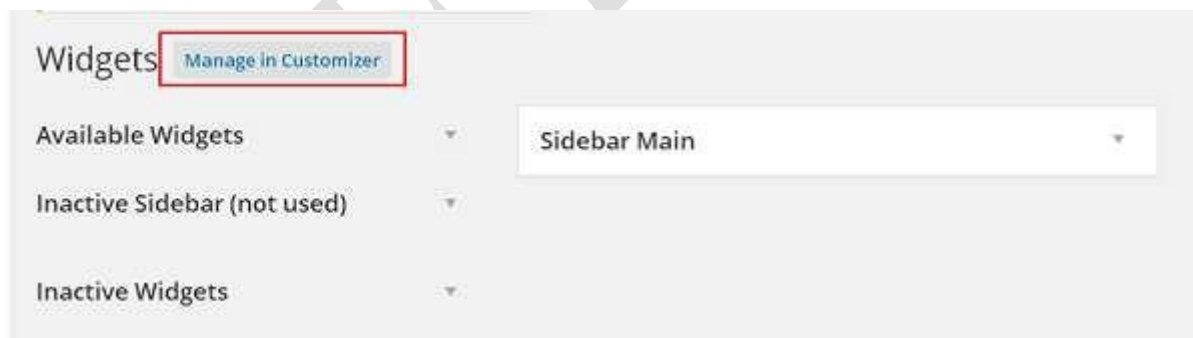 Widgets Manage in Customizer
Available Widgets
Sidebar Main
Inactive Sidebar (not used)
Inactive Widgets